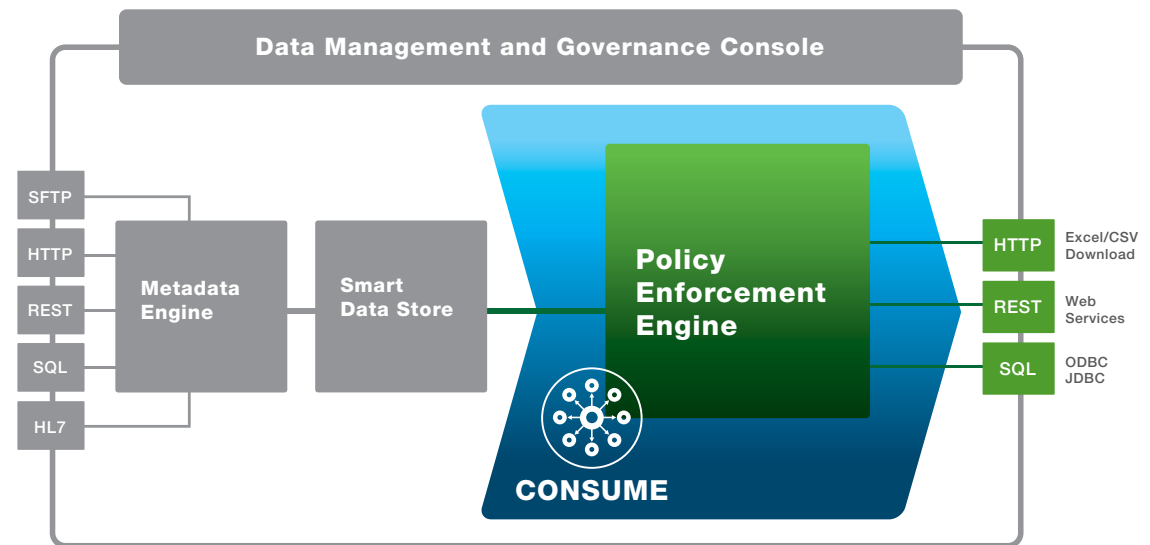 Data Management and Governance Console
SFTP
HTTP
REST
SQL
HL7
Metadata
Engine
Smart
Data Store
Policy
Enforcement
Engine
CONSUME
HTTP
Excel/CSV
Download
REST
Web
Services
SQL
ODBC
JDBC